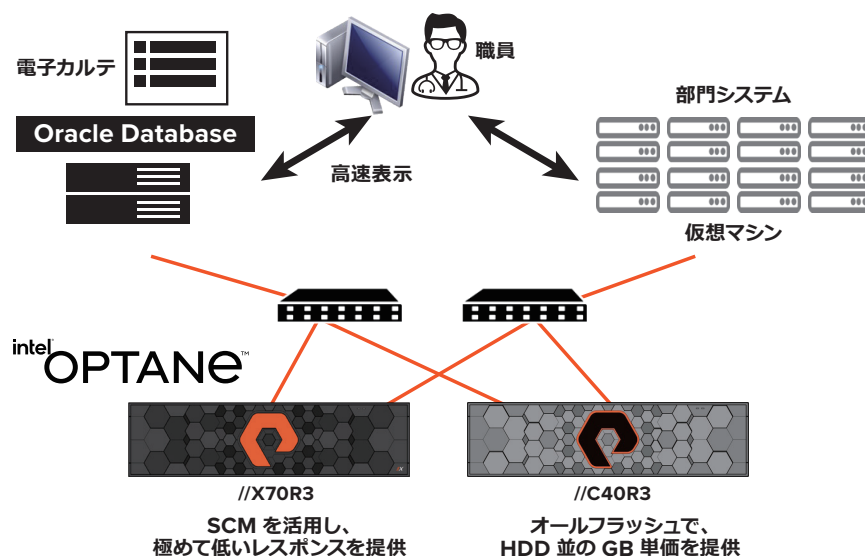 電子カルテ
職員
Oracle Database
部門システム
高速表示
仮想マシン
intel
OPTANe™
//X70R3
//C40R3
SCM を活用し、
極めて低いレスポンスを提供
オールフラッシュで、
HDD 並の GB 単価を提供